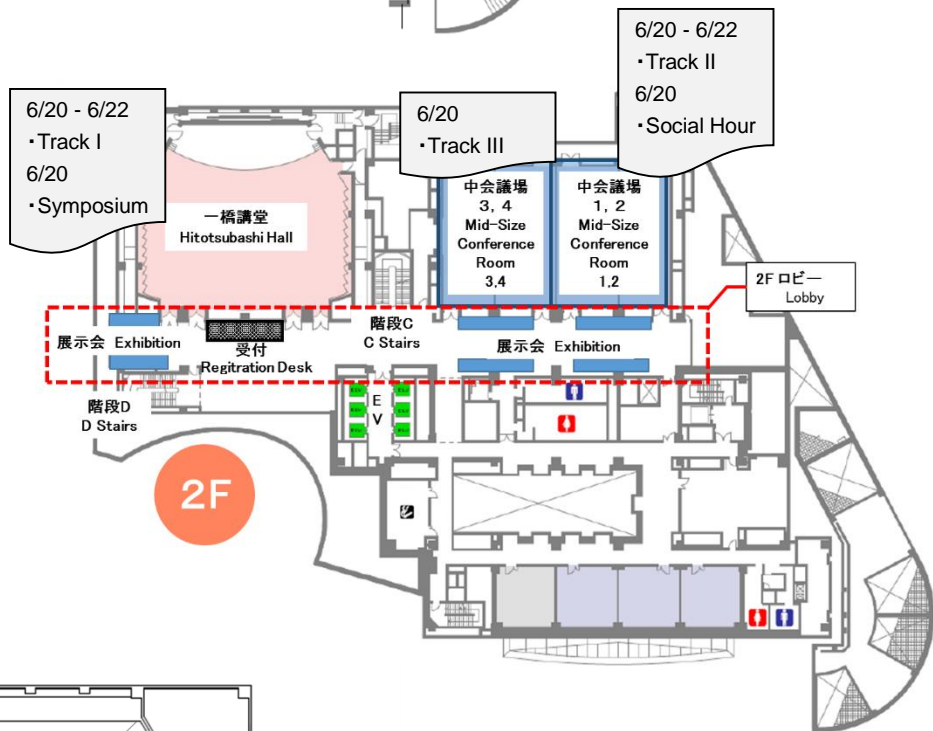 6/20 - 6/22
・Track II
6/20
・Social Hour
6/20 - 6/22
・Track I
6/20
・Symposium
6/20
・Track III
一橋講堂
Hitotsubashi Hall
中会議場
3, 4
Mid-Size
Conference
Room
3,4
中会議場
1, 2
Mid-Size
Conference
Room
1,2
2F ロビー
Lobby
展示会 Exhibition
受付
Regitration Desk
階段C
C Stairs
展示会 Exhibition
階段D
D Stairs
E
V
2F